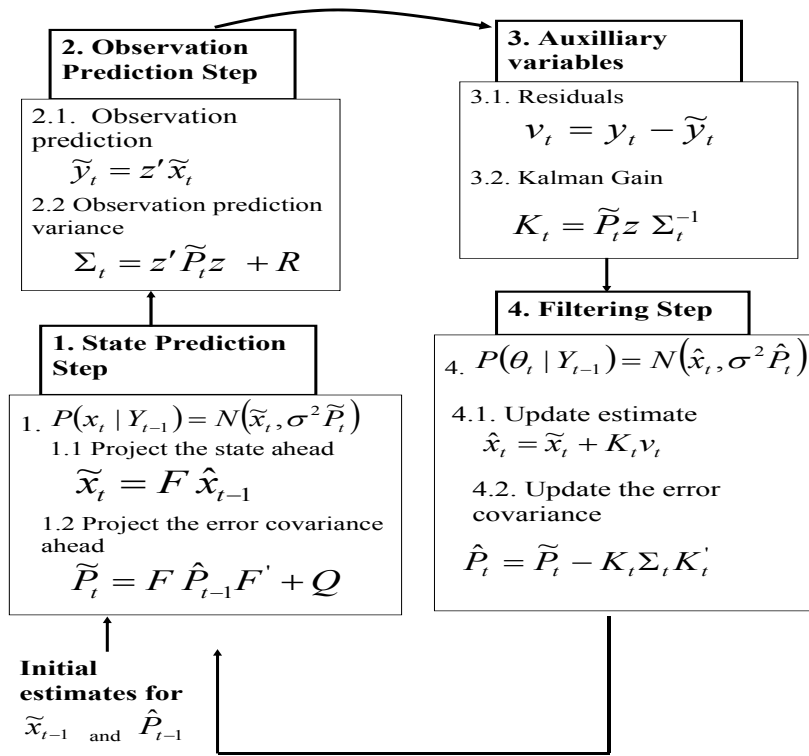 2. Observation
Prediction Step
2.1. Observation
prediction
ỹ_t = z′ x̃_t
2.2 Observation prediction
variance
Σ_t = z′ P̃_t z + R
3. Auxilliary
variables
3.1. Residuals
v_t = y_t − ỹ_t
3.2. Kalman Gain
K_t = P̃_t z Σ_t^{-1}
1. State Prediction
Step
1. P(x_t | Y_{t-1}) = N(x̃_t, σ² P̃_t)
1.1 Project the state ahead
x̃_t = F x̂_{t-1}
1.2 Project the error covariance
ahead
P̃_t = F P̂_{t-1} F' + Q
4. Filtering Step
4. P(θ_t | Y_{t-1}) = N(x̂_t, σ² P̂_t)
4.1. Update estimate
x̂_t = x̃_t + K_t v_t
4.2. Update the error
covariance
P̂_t = P̃_t − K_t Σ_t K_t'
Initial
estimates for
x̃_{t-1} and P̂_{t-1}